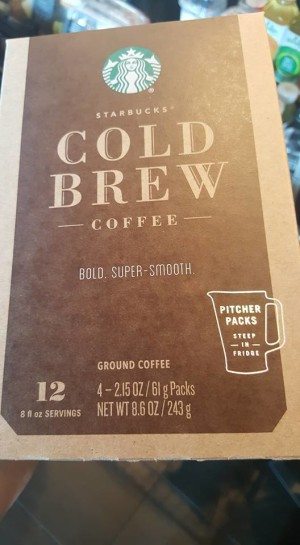 STARBUCKS®
COLD
BREW
COFFEE
BOLD. SUPER-SMOOTH.
PITCHER
PACKS
STEEP
IN
FRIDGE
GROUND COFFEE
12
8 fl oz SERVINGS
4 – 2.15 OZ / 61 g Packs
NET WT 8.6 OZ / 243 g